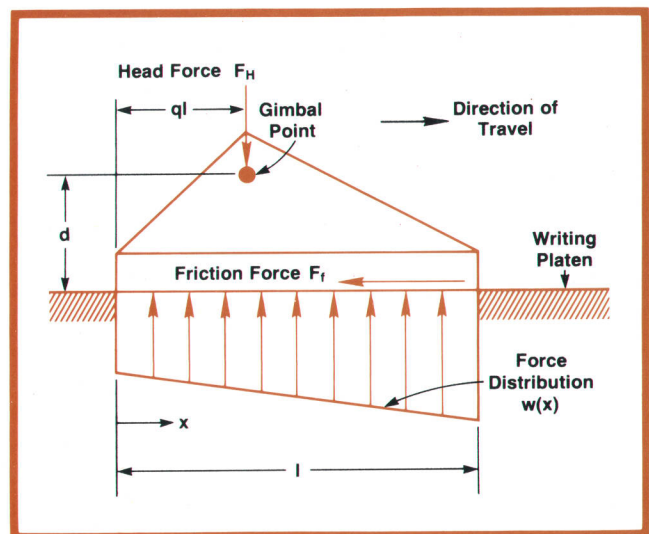 Head Force F_H
ql
Gimbal
Point
Direction of
Travel
d
Writing
Platen
Friction Force F_f
Force
Distribution
w(x)
x
l